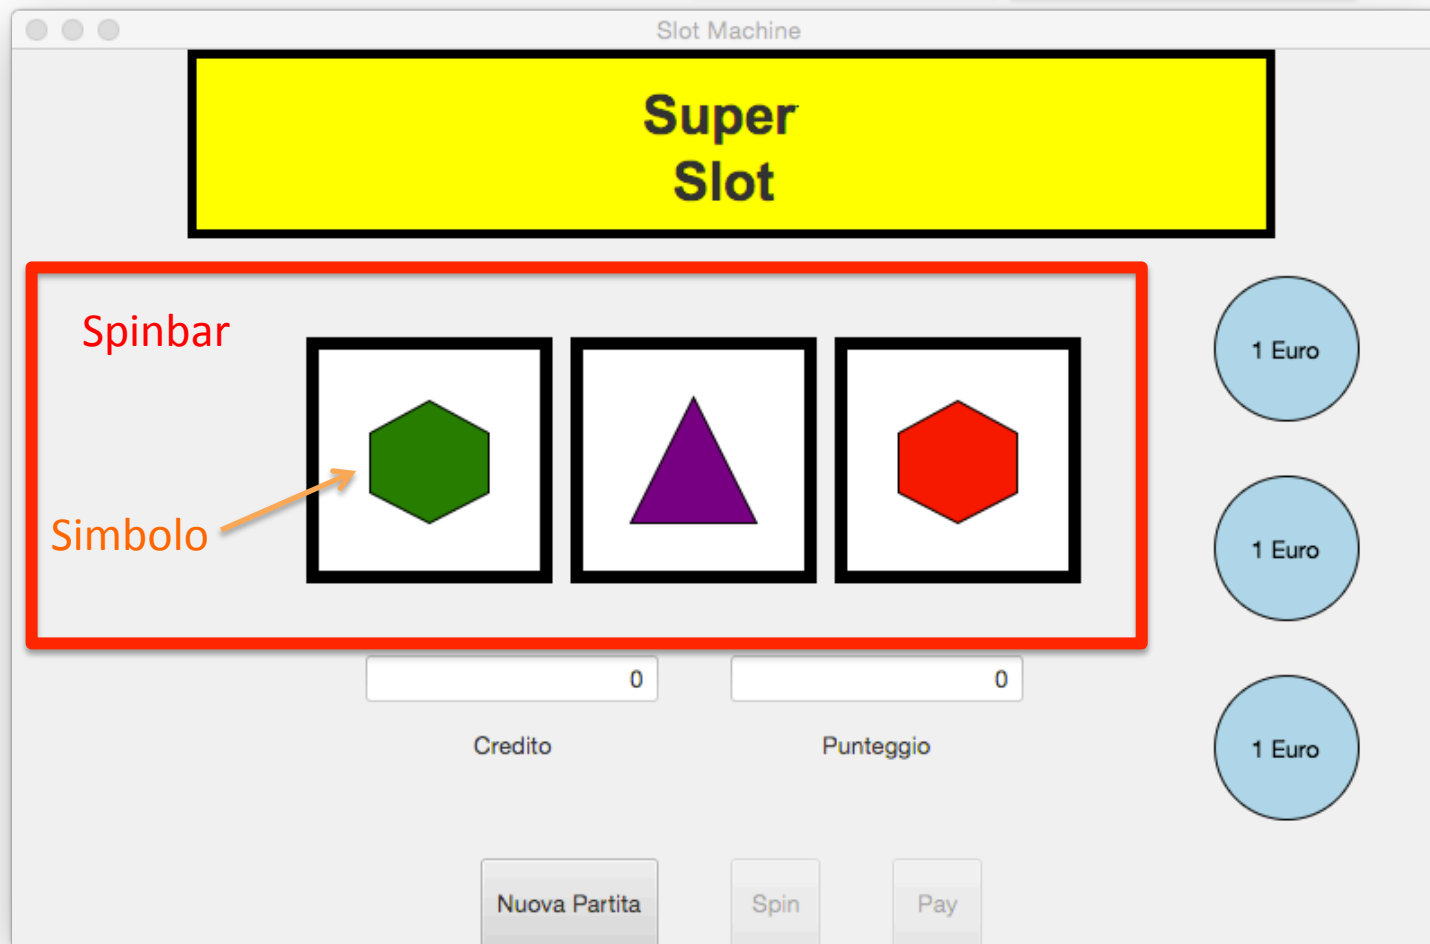 Slot Machine
Super
Slot
Spinbar
Simbolo
1 Euro
1 Euro
1 Euro
0
0
Credito
Punteggio
Nuova Partita
Spin
Pay